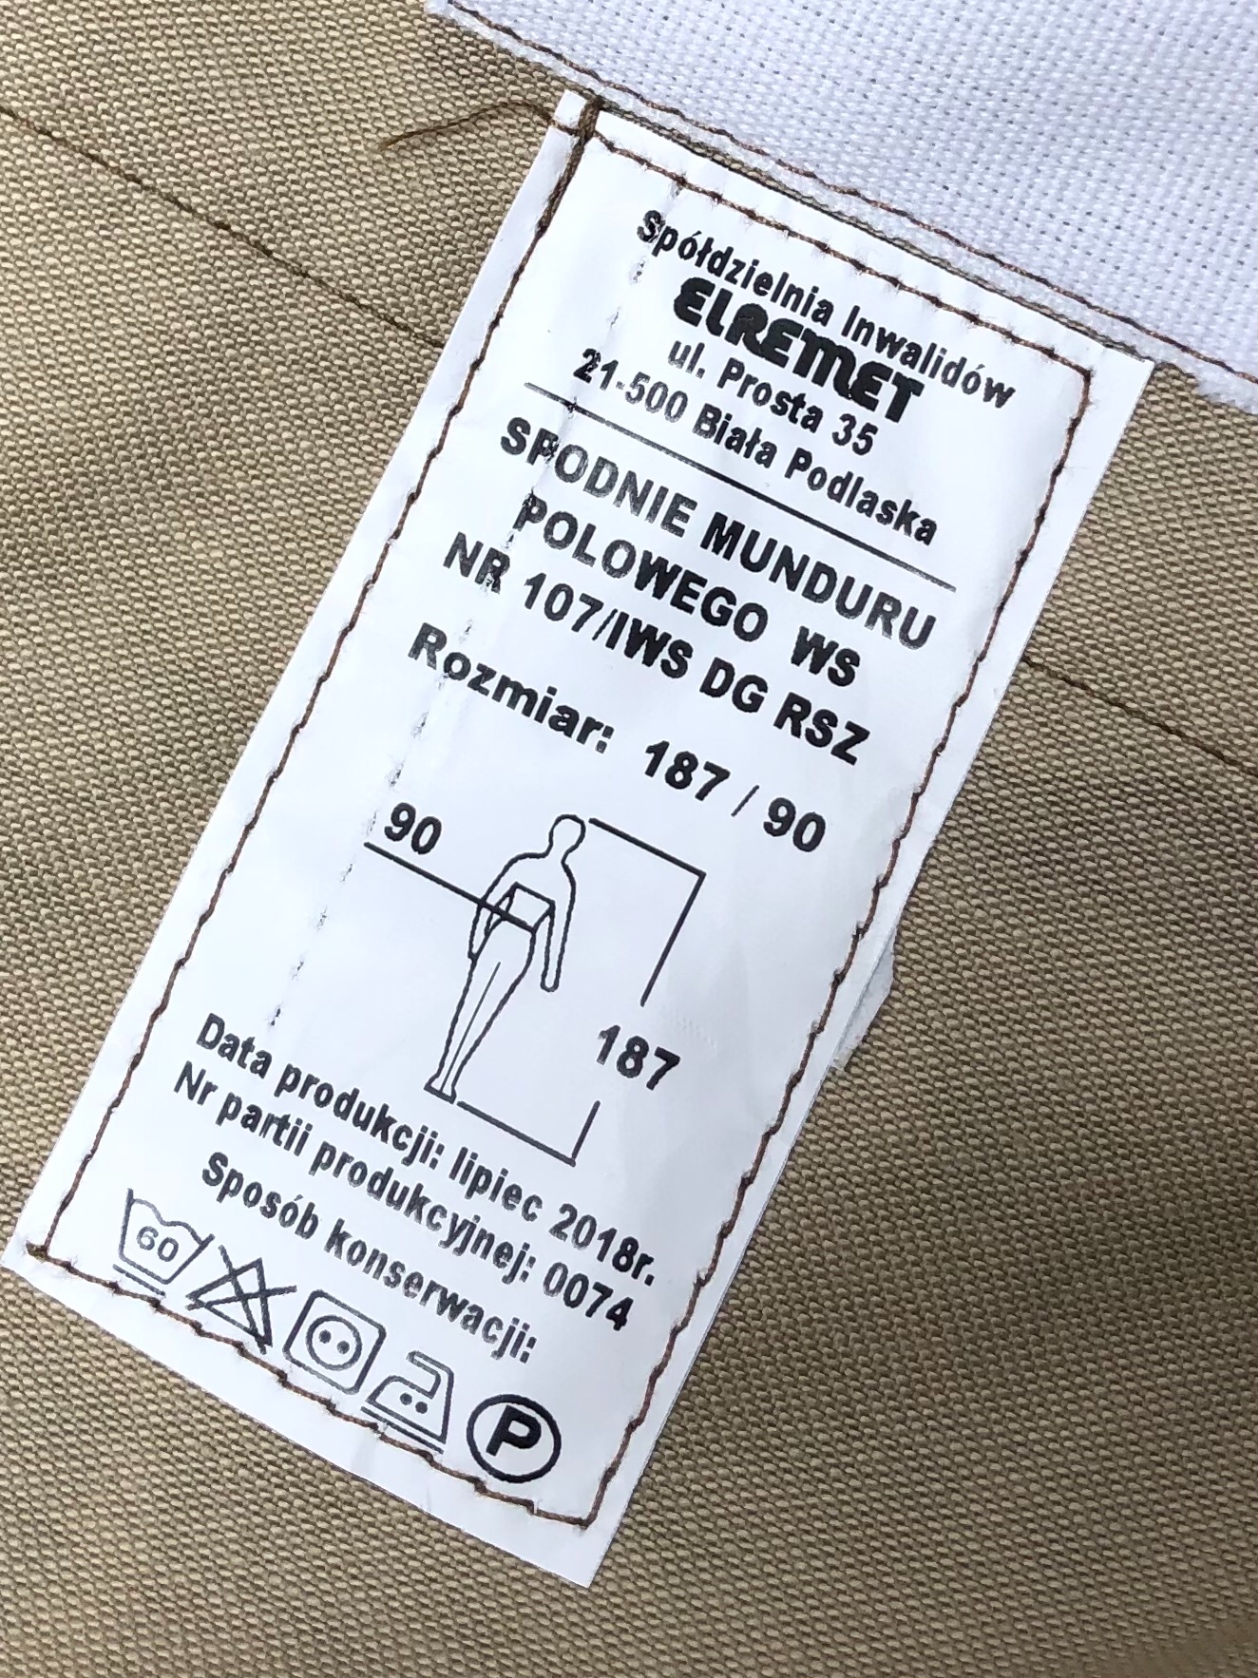 Spółdzielnia Inwalidów
ELREMET
ul. Prosta 35
21-500 Biała Podlaska
SPODNIE MUNDURU
POLOWEGO WS
NR 107/IWS DG RSZ
Rozmiar: 187 / 90
90
187
Data produkcji: lipiec 2018r.
Nr partii produkcyjnej: 0074
Sposób konserwacji:
60
P